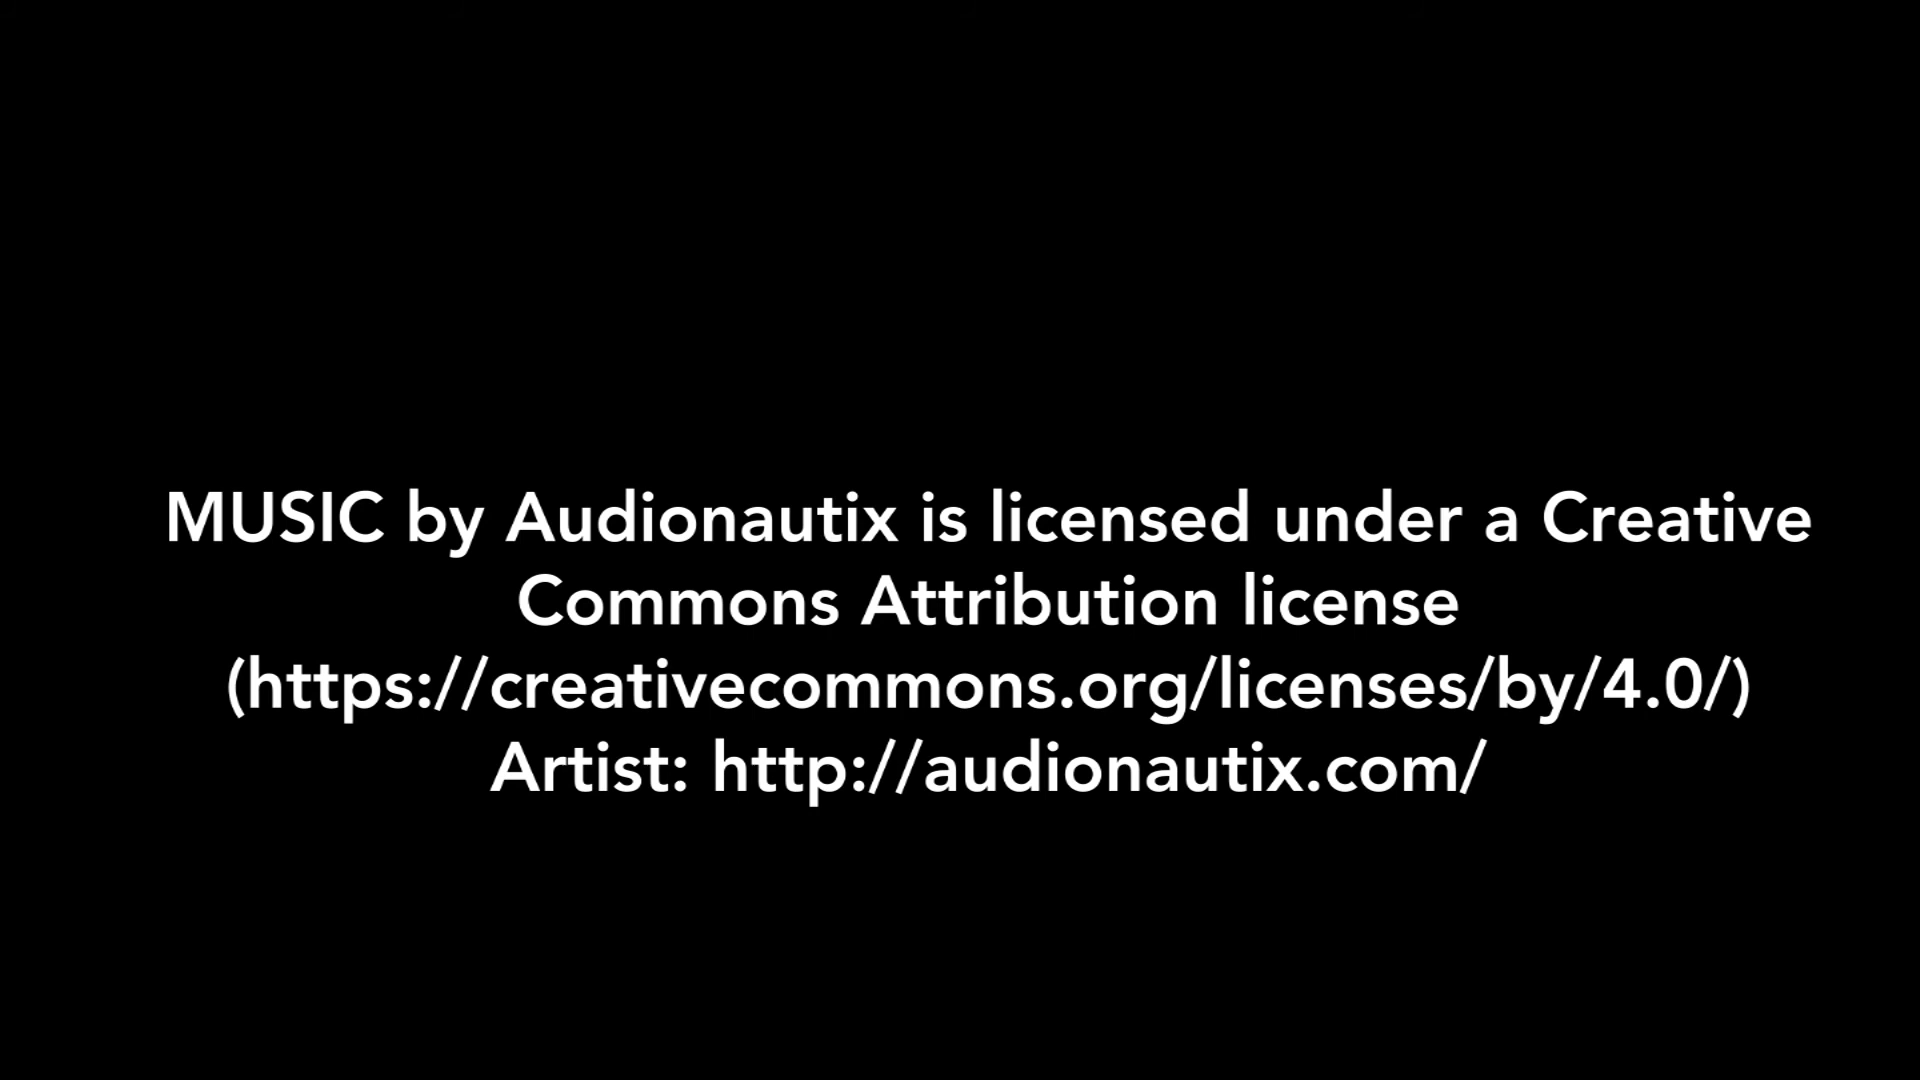 MUSIC by Audionautix is licensed under a Creative
Commons Attribution license
(https://creativecommons.org/licenses/by/4.0/)
Artist: http://audionautix.com/